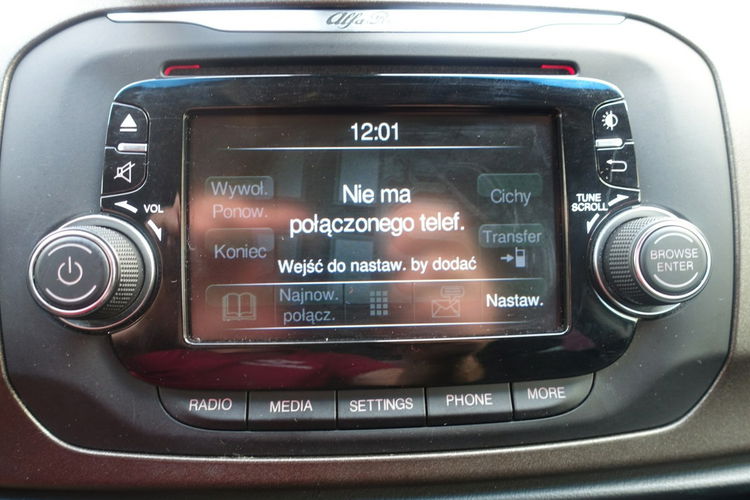 Alfa R
12:01
Wywoł.
Ponow.
Nie ma
połączonego telef.
Cichy
Koniec
Transfer
Wejść do nastaw. by dodać
Najnow.
połącz.
Nastaw.
VOL
TUNE
SCROLL
BROWSE
ENTER
RADIO
MEDIA
SETTINGS
PHONE
MORE